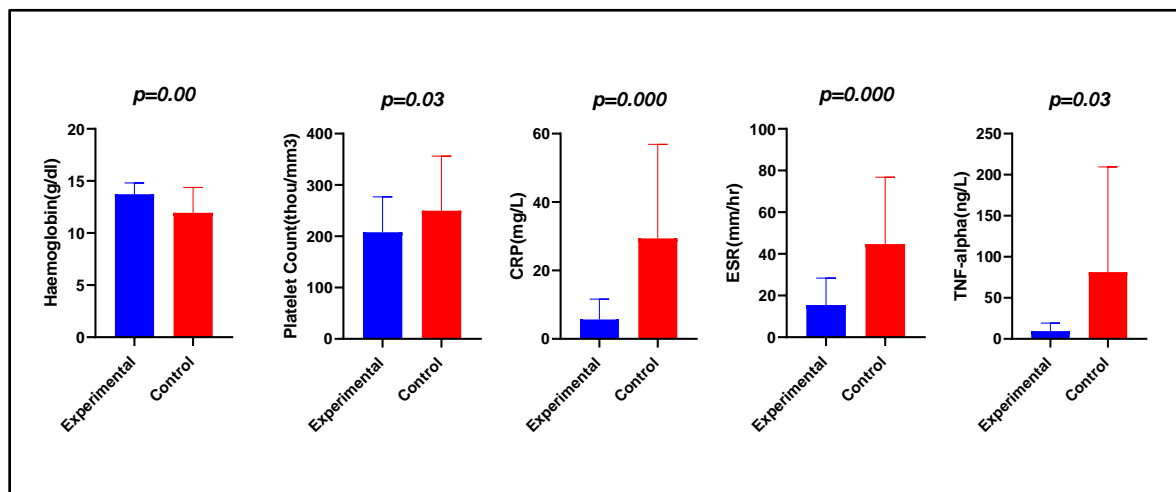 p=0.00
Haemoglobin(g/dl)
20
15
10
5
0
Experimental
Control
p=0.03
Platelet Count(thou/mm3)
400
300
200
100
0
Experimental
Control
p=0.000
CRP(mg/L)
60
40
20
0
Experimental
Control
p=0.000
ESR(mm/hr)
100
80
60
40
20
0
Experimental
Control
p=0.03
TNF-alpha(ng/L)
250
200
150
100
50
0
Experimental
Control